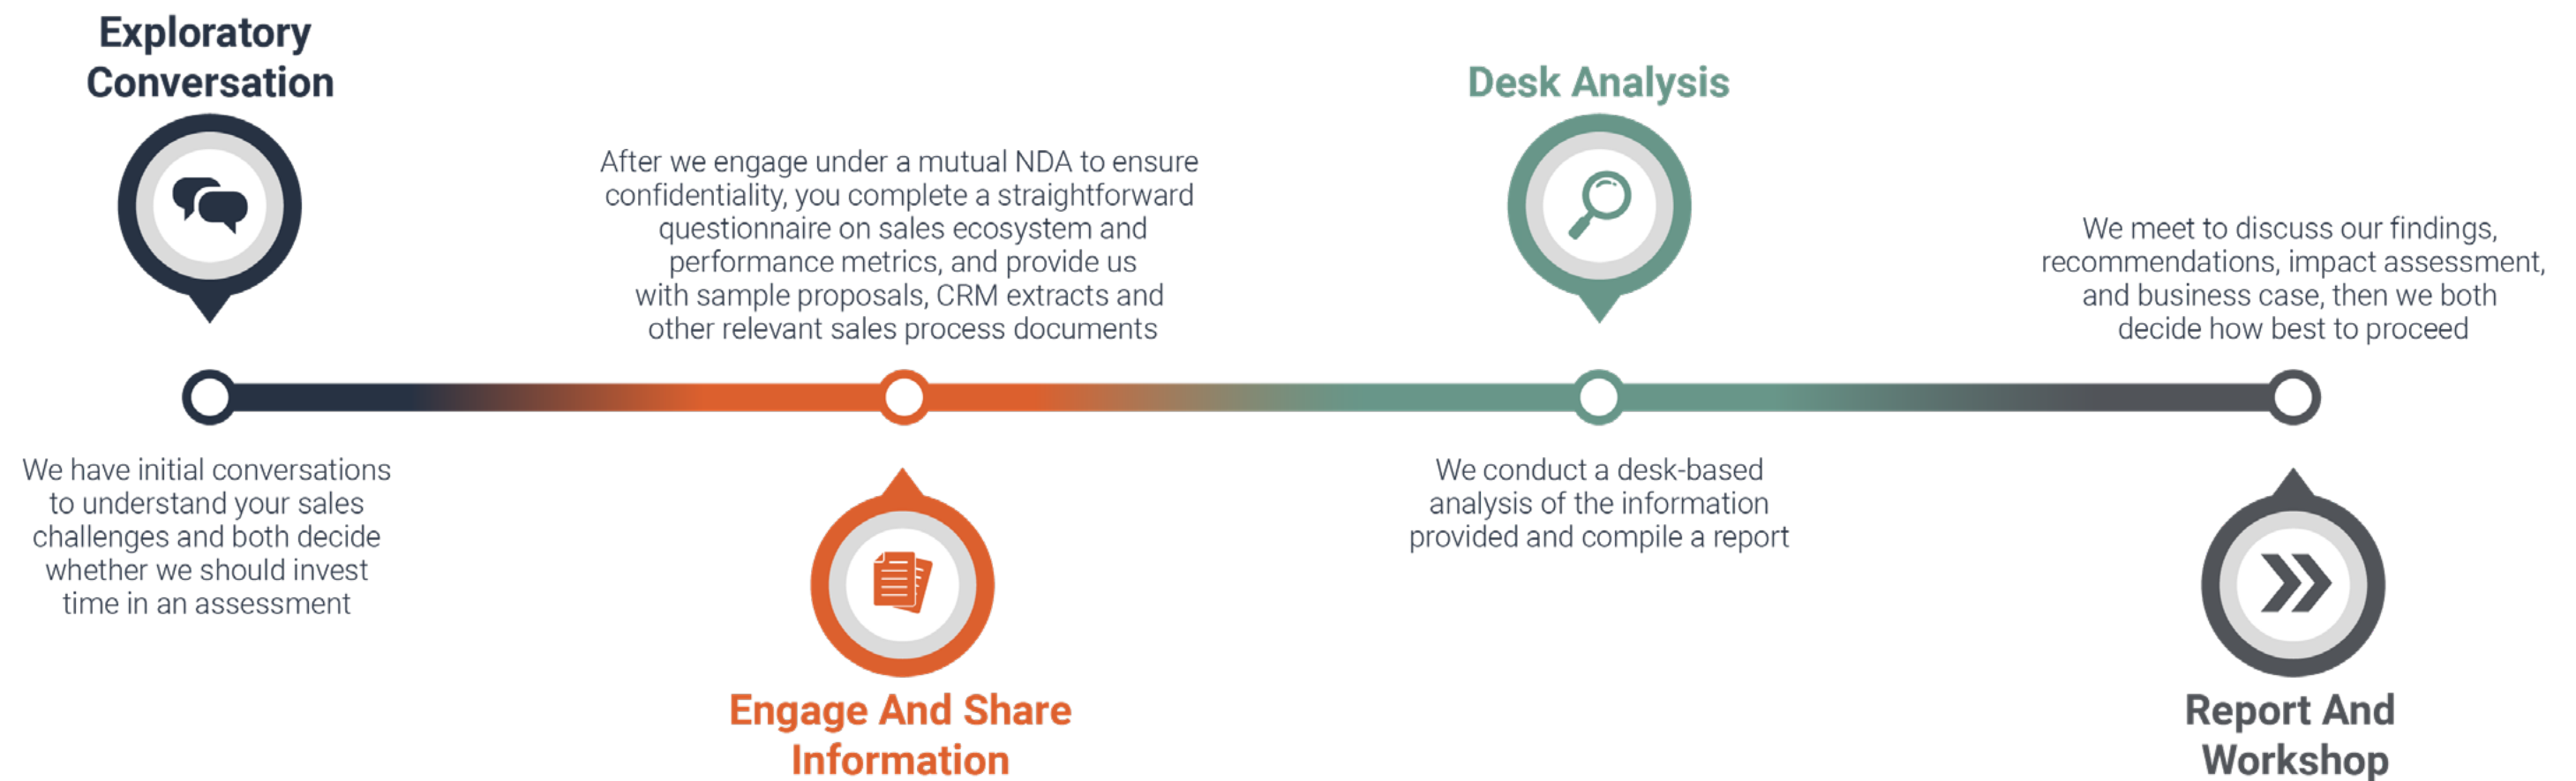 Exploratory
Conversation
We have initial conversations
to understand your sales
challenges and both decide
whether we should invest
time in an assessment
After we engage under a mutual NDA to ensure
confidentiality, you complete a straightforward
questionnaire on sales ecosystem and
performance metrics, and provide us
with sample proposals, CRM extracts and
other relevant sales process documents
Engage And Share
Information
Desk Analysis
We conduct a desk-based
analysis of the information
provided and compile a report
We meet to discuss our findings,
recommendations, impact assessment,
and business case, then we both
decide how best to proceed
Report And
Workshop